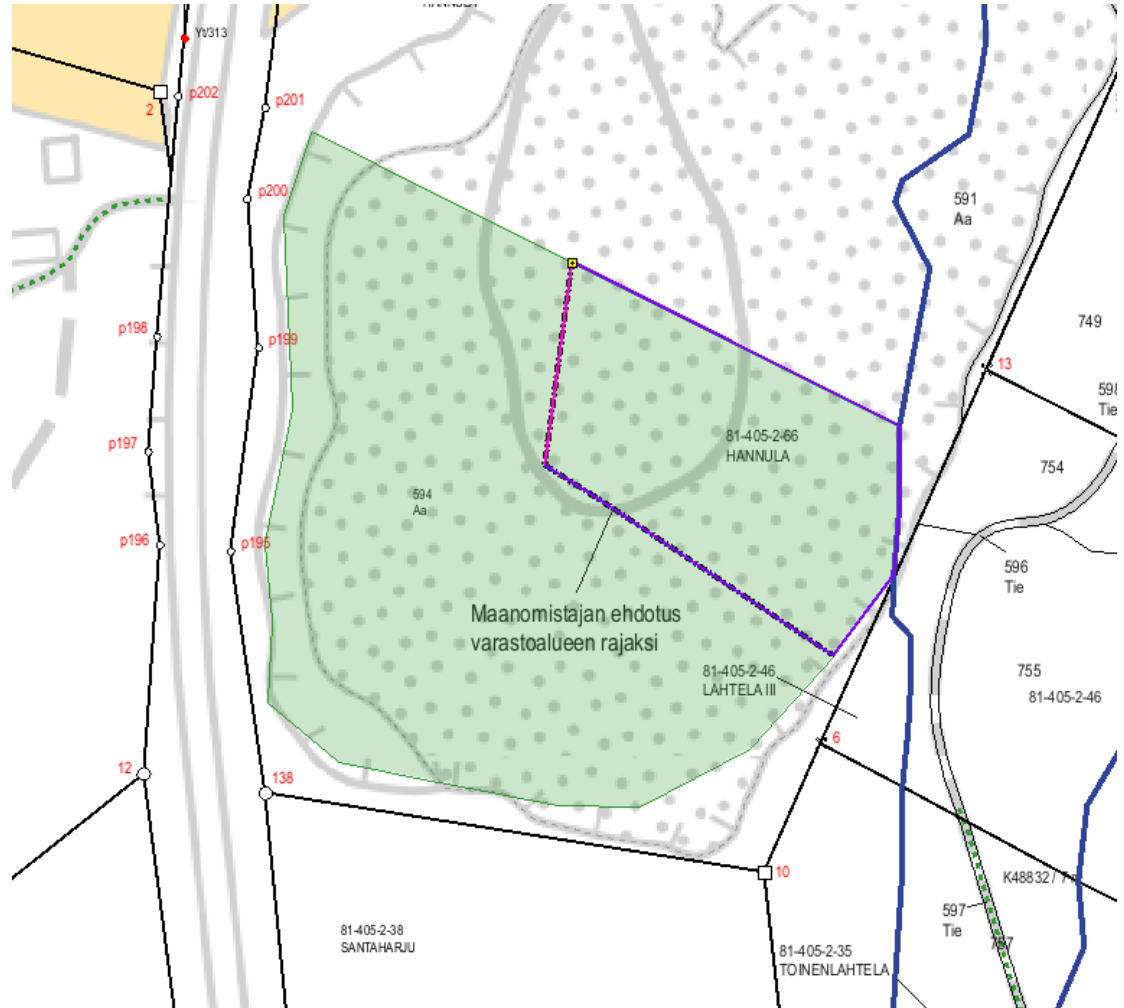 HANNULA
Yt/313
p202
2
p201
p200
591
Aa
p198
p199
749
13
598
Tie
81-405-2-66
HANNULA
p197
754
594
Aa
p196
p195
596
Tie
Maanomistajan ehdotus
varastoalueen rajaksi
81-405-2-46
LAHTELA III
755
81-405-2-46
6
12
138
10
K48832 /
597
Tie
81-405-2-38
SANTAHARJU
81-405-2-35
TOINENLAHTELA